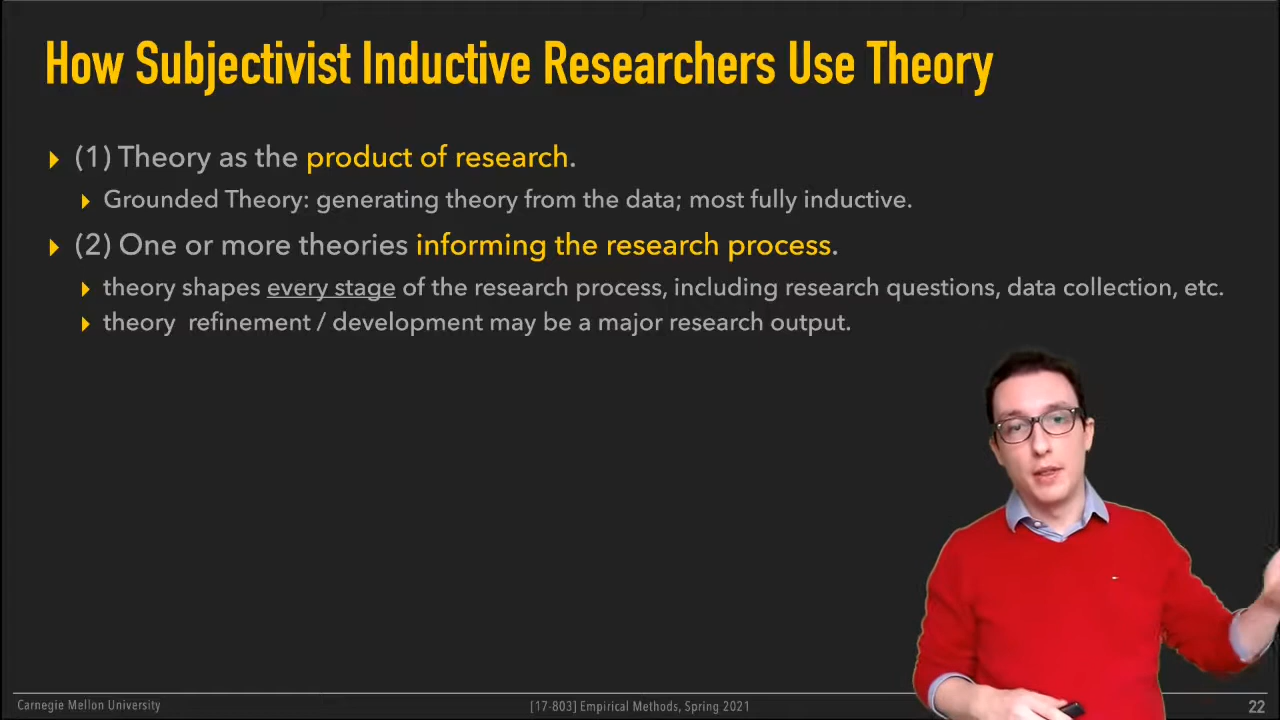 How Subjectivist Inductive Researchers Use Theory
(1) Theory as the product of research.
Grounded Theory: generating theory from the data; most fully inductive.
(2) One or more theories informing the research process.
theory shapes every stage of the research process, including research questions, data collection, etc.
theory refinement / development may be a major research output.
Carnegie Mellon University
[17-803] Empirical Methods, Spring 2021
22